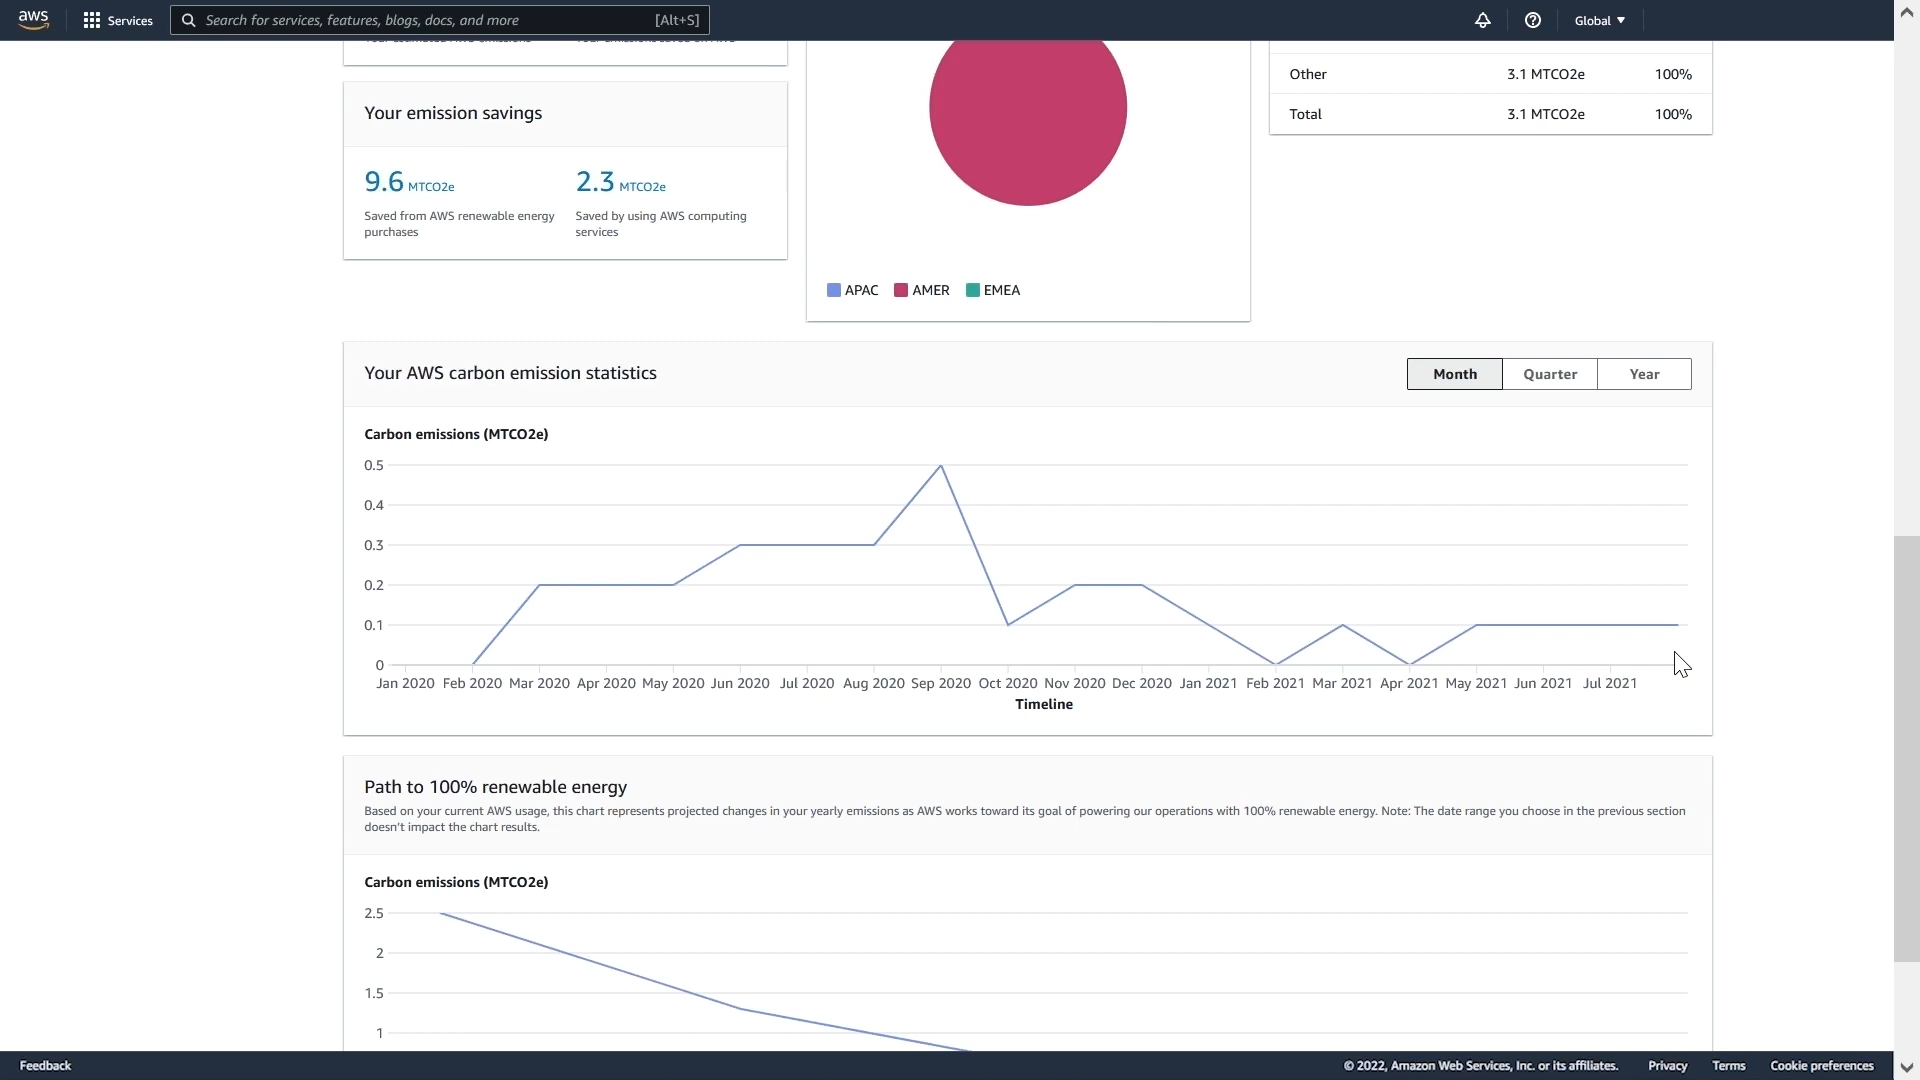 aws
Services
Search for services, features, blogs, docs, and more
[Alt+S]
Global
Your emission savings
9.6 MTCO2e
2.3 MTCO2e
Saved from AWS renewable energy
purchases
Saved by using AWS computing
services
APAC
AMER
EMEA
Other 3.1 MTCO2e 100%
Total 3.1 MTCO2e 100%
Your AWS carbon emission statistics
Month
Quarter
Year
Carbon emissions (MTCO2e)
0.5
0.4
0.3
0.2
0.1
0
Jan 2020 Feb 2020 Mar 2020 Apr 2020 May 2020 Jun 2020 Jul 2020 Aug 2020 Sep 2020 Oct 2020 Nov 2020 Dec 2020 Jan 2021 Feb 2021 Mar 2021 Apr 2021 May 2021 Jun 2021 Jul 2021
Timeline
Path to 100% renewable energy
Based on your current AWS usage, this chart represents projected changes in your yearly emissions as AWS works toward its goal of powering our operations with 100% renewable energy. Note: The date range you choose in the previous section
doesn't impact the chart results.
Carbon emissions (MTCO2e)
2.5
2
1.5
1
Feedback
© 2022, Amazon Web Services, Inc. or its affiliates.
Privacy
Terms
Cookie preferences